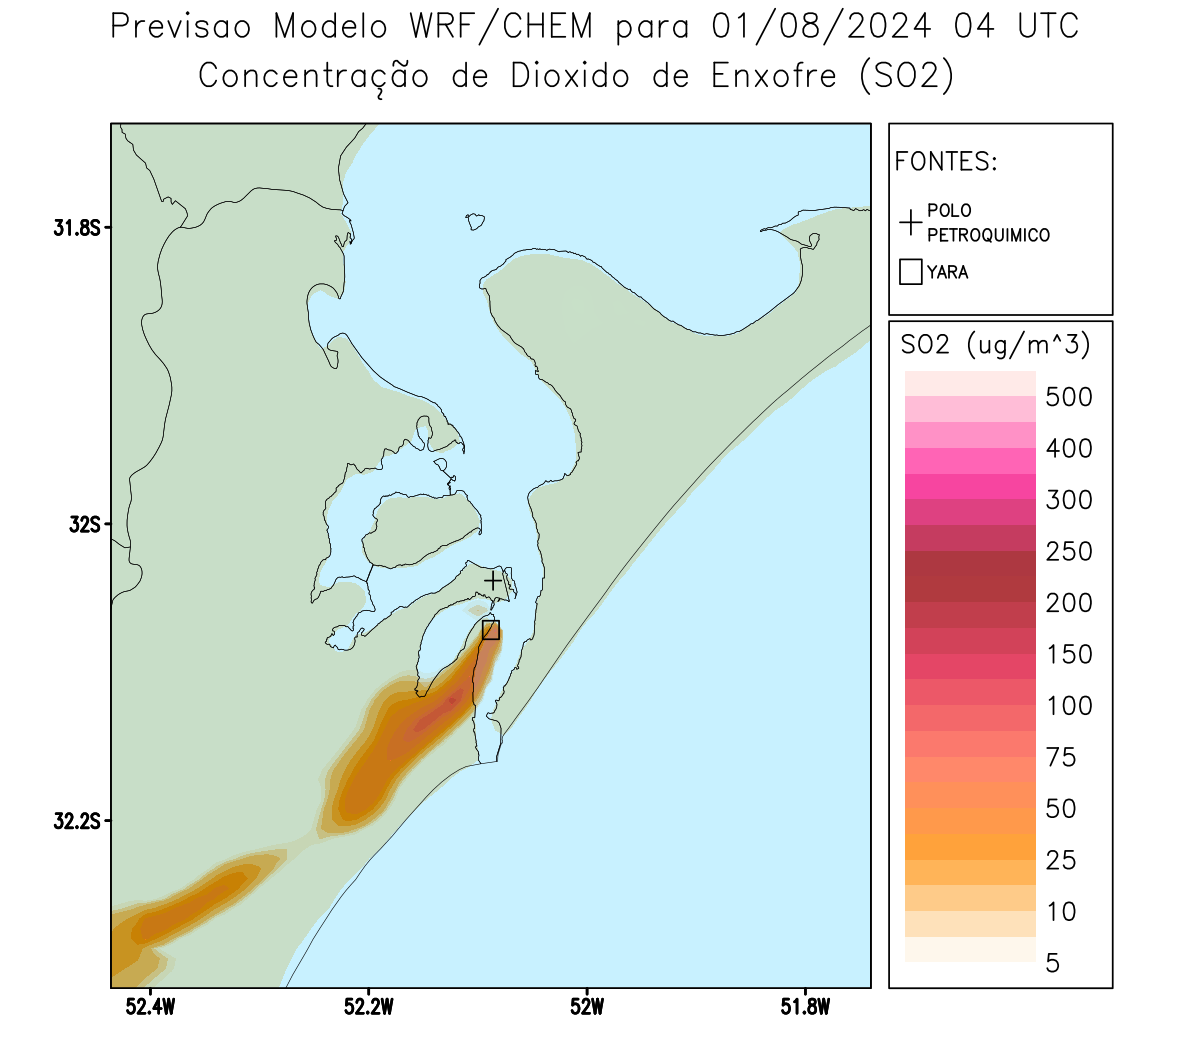 Previsao Modelo WRF/CHEM para 01/08/2024 04 UTC
Concentração de Dioxido de Enxofre (SO2)
FONTES:
POLO
PETROQUIMICO
YARA
SO2 (ug/m^3)
500
400
300
250
200
150
100
75
50
25
10
5
31.8S
32S
32.2S
52.4W
52.2W
52W
51.8W